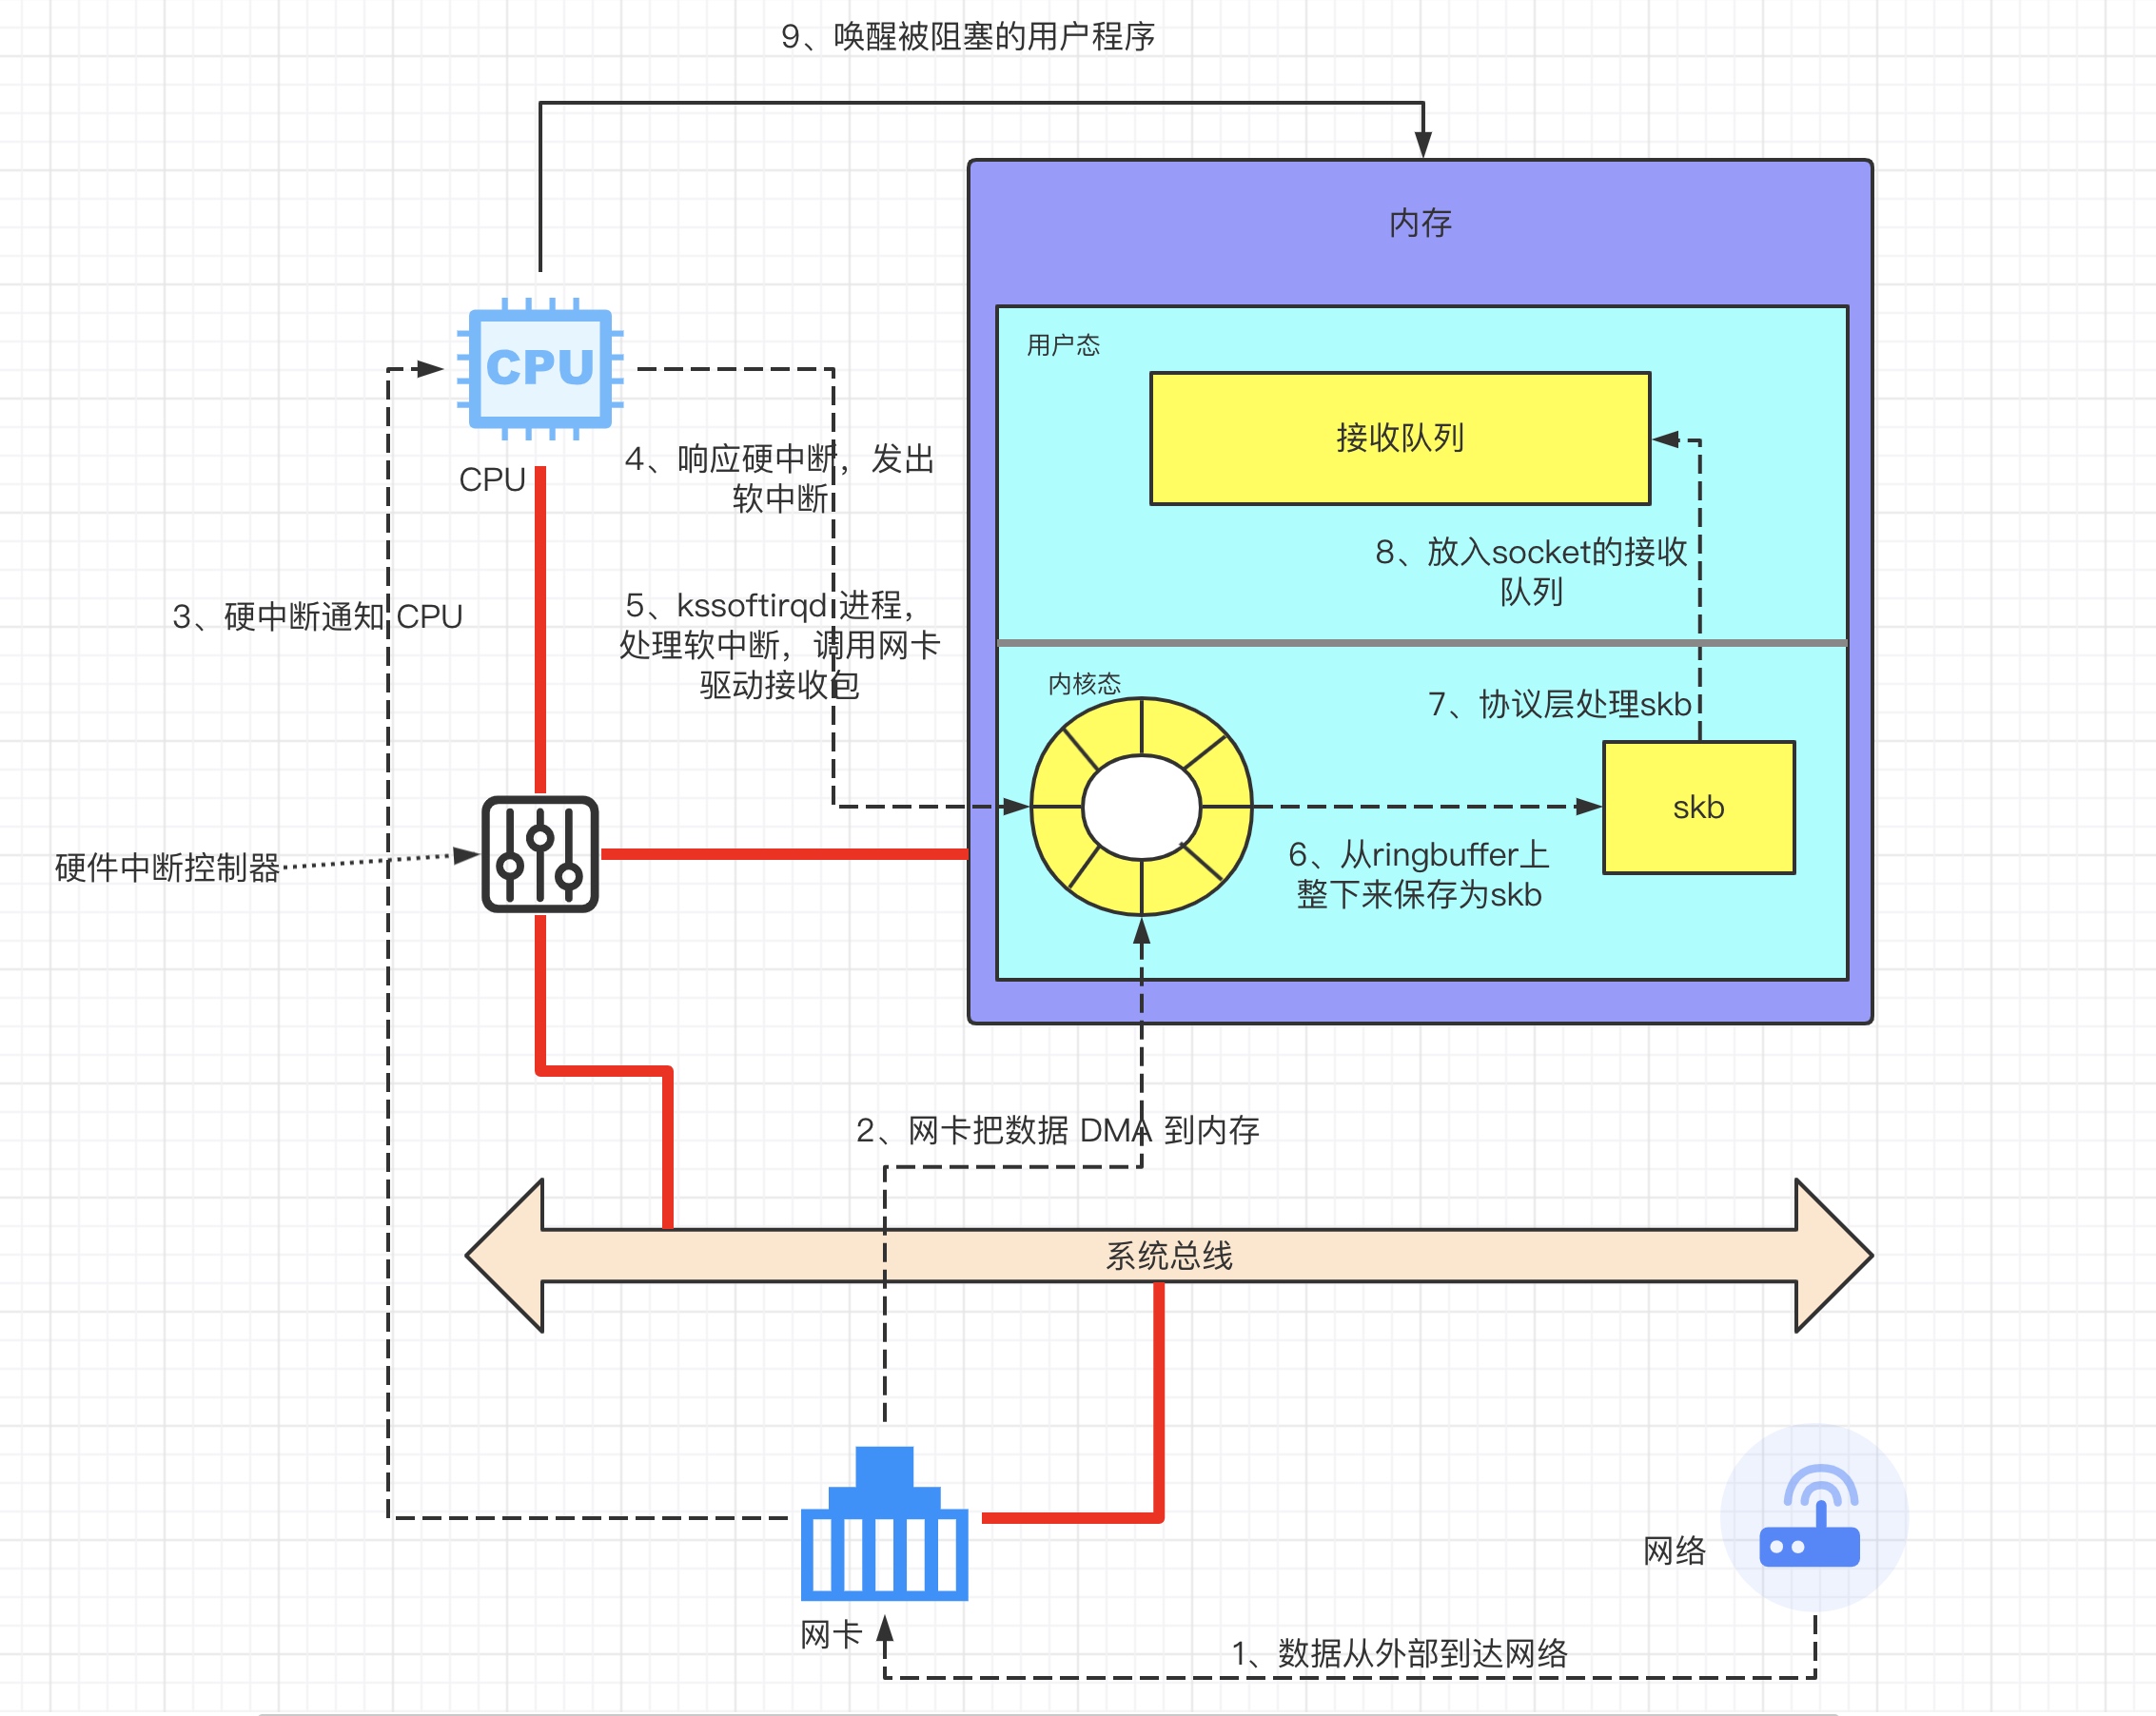 9、唤醒被阻塞的用户程序
内存
用户态
CPU
接收队列
4、响应硬中断，发出
软中断
CPU
8、放入socket的接收
队列
3、硬中断通知 CPU
5、kssoftirqd 进程，
处理软中断，调用网卡
驱动接收包
内核态
7、协议层处理skb
skb
硬件中断控制器
6、从ringbuffer上
整下来保存为skb
2、网卡把数据 DMA 到内存
系统总线
网络
网卡
1、数据从外部到达网络